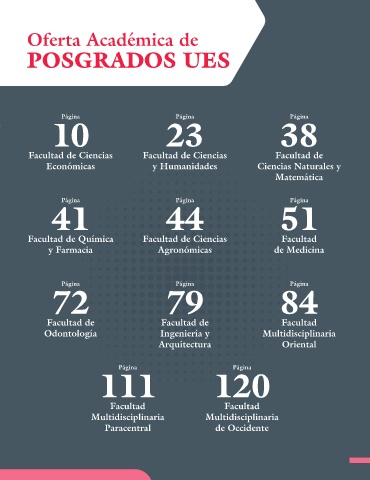 Oferta Académica de
POSGRADOS UES
Página
10
Facultad de Ciencias
Económicas
Página
23
Facultad de Ciencias
y Humanidades
Página
38
Facultad de
Ciencias Naturales y
Matemática
Página
41
Facultad de Química
y Farmacia
Página
44
Facultad de Ciencias
Agronómicas
Página
51
Facultad
de Medicina
Página
72
Facultad de
Odontología
Página
79
Facultad de
Ingeniería y
Arquitectura
Página
84
Facultad
Multidisciplinaria
Oriental
Página
111
Facultad
Multidisciplinaria
Paracentral
Página
120
Facultad
Multidisciplinaria
de Occidente